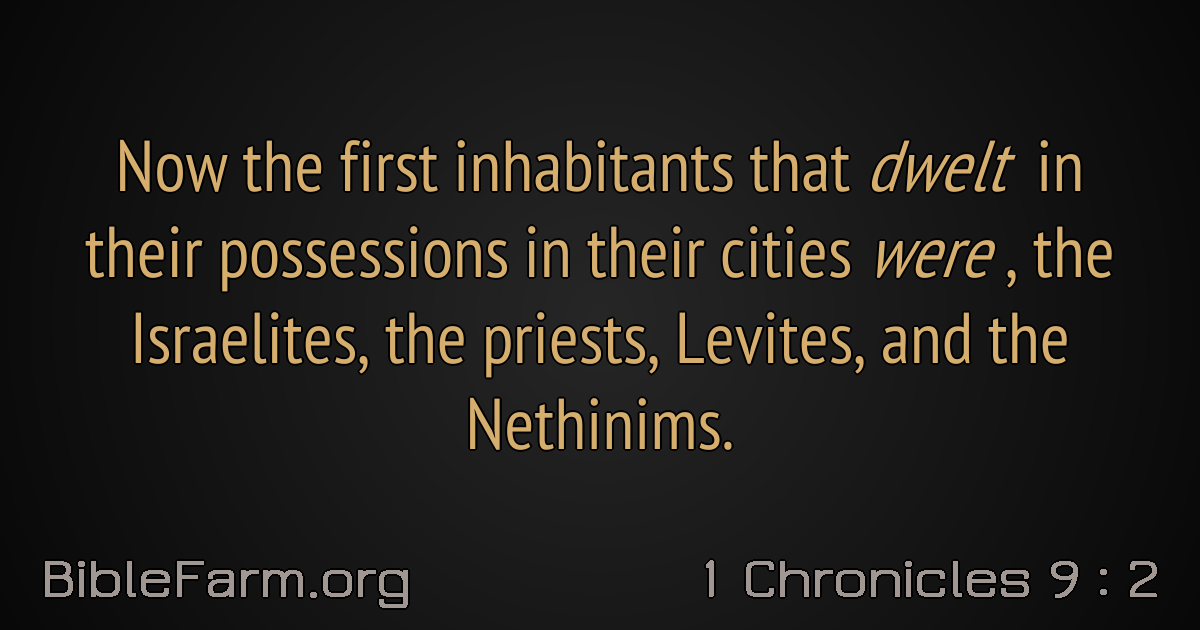 Now the first inhabitants that dwelt in
their possessions in their cities were , the
Israelites, the priests, Levites, and the
Nethinims.
BibleFarm.org
1 Chronicles 9 : 2